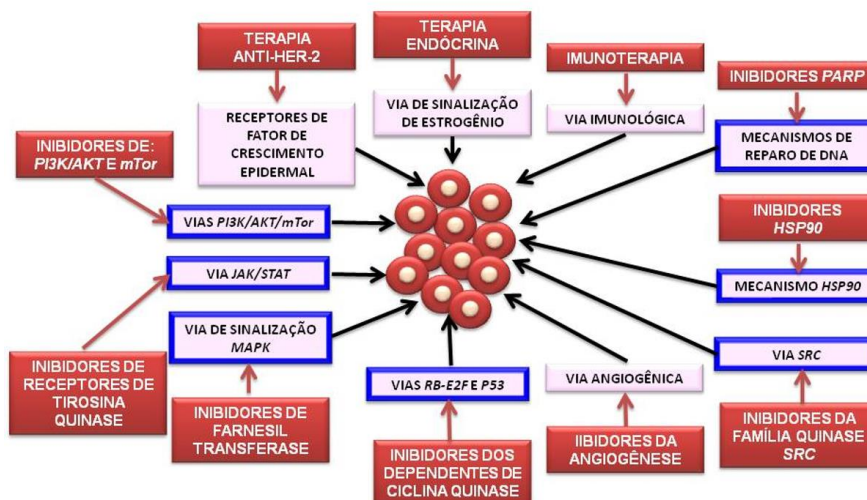 TERAPIA
ANTI-HER-2
TERAPIA
ENDÓCRINA
IMUNOTERAPIA
INIBIDORES PARP
RECEPTORES DE
FATOR DE
CRESCIMENTO
EPIDERMAL
VIA DE SINALIZAÇÃO
DE ESTROGÊNIO
VIA IMUNOLÓGICA
MECANISMOS DE
REPARO DE DNA
INIBIDORES DE:
PI3K/AKT E mTor
VIAS PI3K/AKT/mTor
INIBIDORES
HSP90
VIA JAK/STAT
MECANISMO HSP90
VIA DE SINALIZAÇÃO
MAPK
VIA SRC
VIAS RB-E2F E P53
VIA ANGIOGÊNICA
INIBIDORES DE
RECEPTORES DE
TIROSINA
QUINASE
INIBIDORES DE
FARNESIL
TRANSFERASE
INIBIDORES DOS
DEPENDENTES DE
CICLINA QUINASE
IIBIDORES DA
ANGIOGÊNESE
INIBIDORES DA
FAMÍLIA QUINASE
SRC